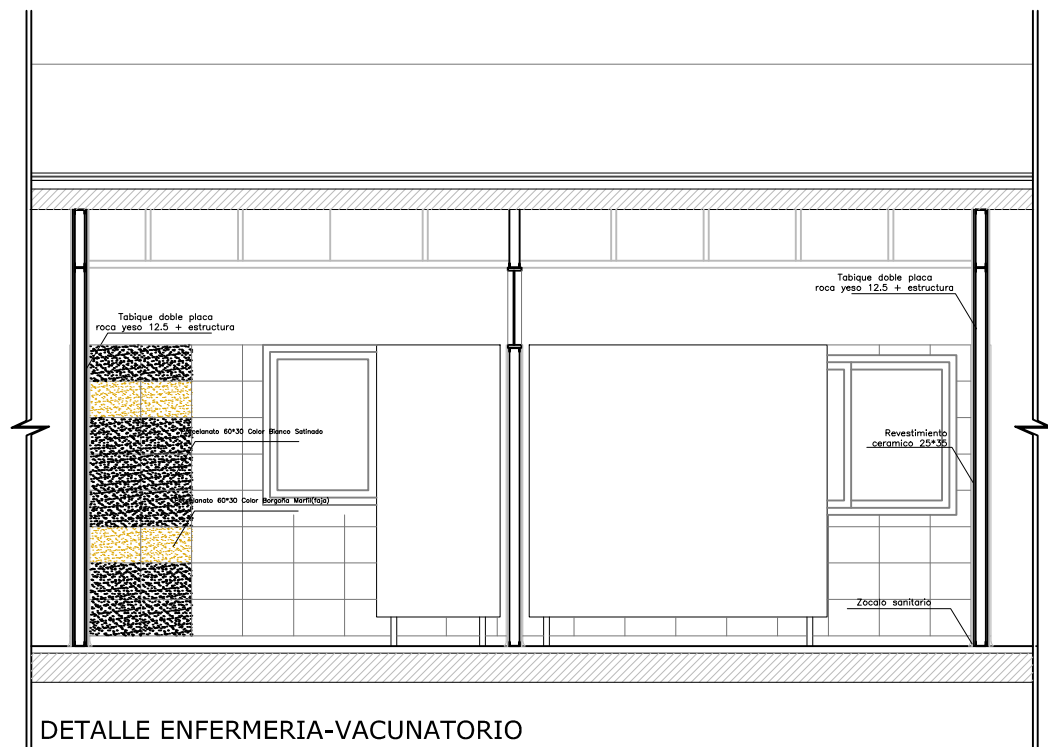 Tabique doble placa
roca yeso 12.5 + estructura
Tabique doble placa
roca yeso 12.5 + estructura
Porcelanato 60*30 Color Blanco Satinado
Revestimiento
ceramico 25*35
Porcelanato 60*30 Color Borgoña Marfil(faja)
Zocalo sanitario
DETALLE ENFERMERIA-VACUNATORIO